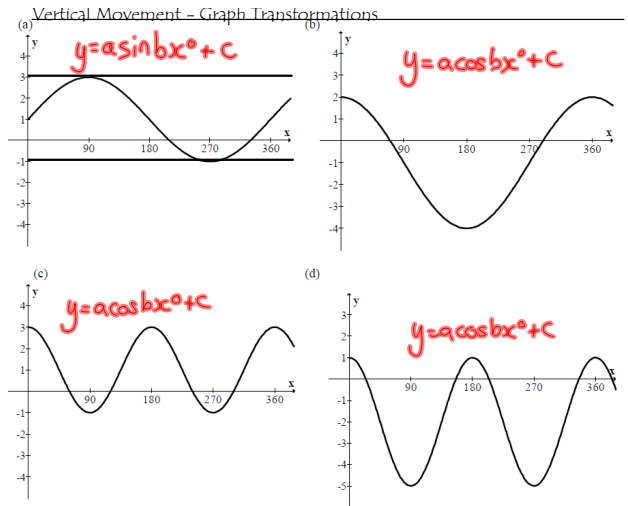 Vertical Movement - Graph Transformations
(a)
y
y=asinbx°+c
4
3
2
1
x
90 180 270 360
-1
-2
-3
-4
(b)
y
y=acosbx°+c
4
3
2
1
x
90 180 270 360
-1
-2
-3
-4
(c)
y
y=acosbx°+c
4
3
2
1
x
90 180 270 360
-1
-2
-3
-4
(d)
y
3
y=acosbx°+c
2
1
x
90 180 270 360
-1
-2
-3
-4
-5